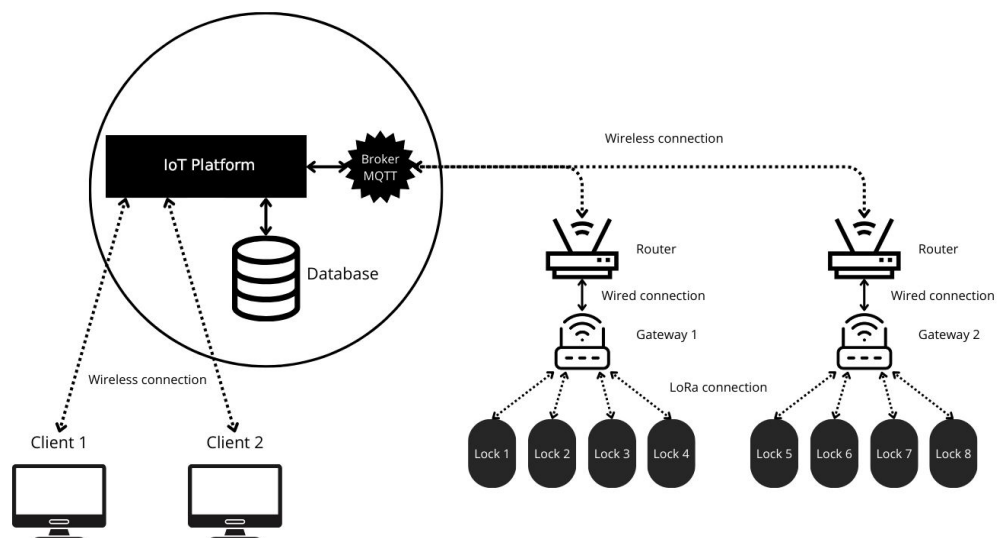 Wireless connection
IoT Platform
Broker
MQTT
Database
Router
Router
Wired connection
Wired connection
Gateway 1
Gateway 2
Wireless connection
LoRa connection
Client 1
Client 2
Lock 1
Lock 2
Lock 3
Lock 4
Lock 5
Lock 6
Lock 7
Lock 8